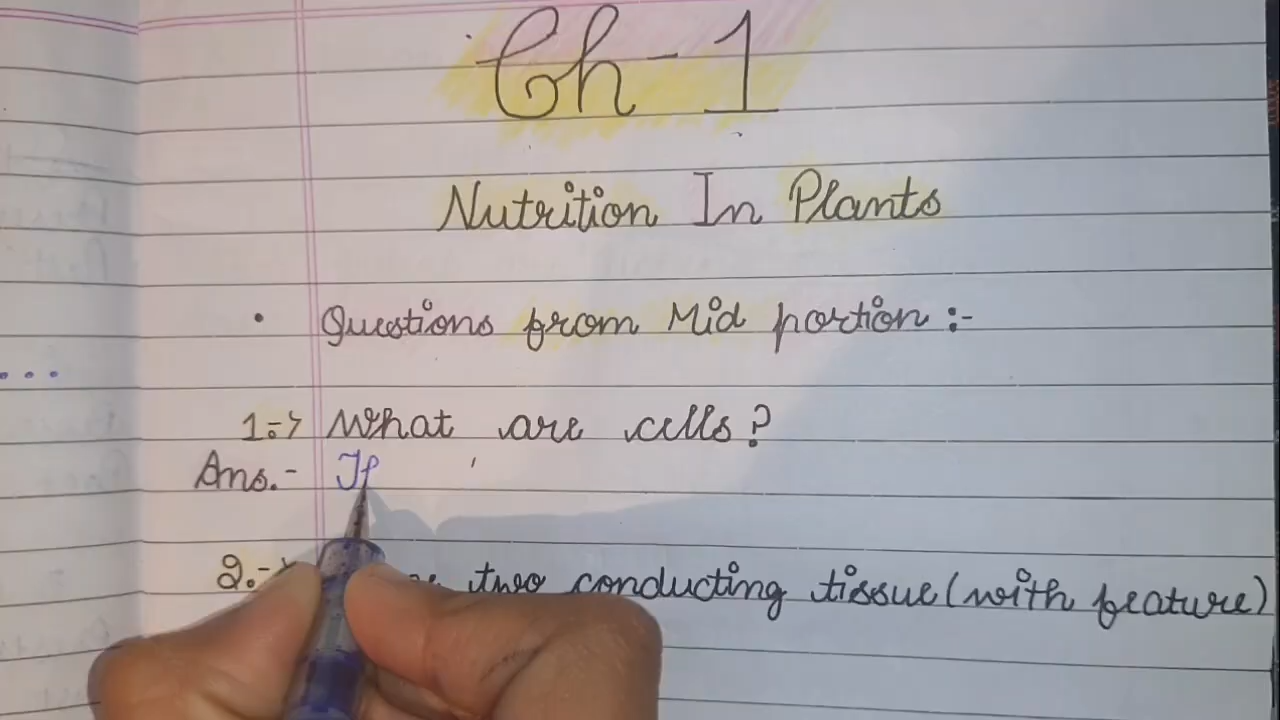 Ch-1
Nutrition In Plants
• Questions from Mid portion :-
1.-> What are cells?
Ans.-
2.-> two conducting tissue (with feature)